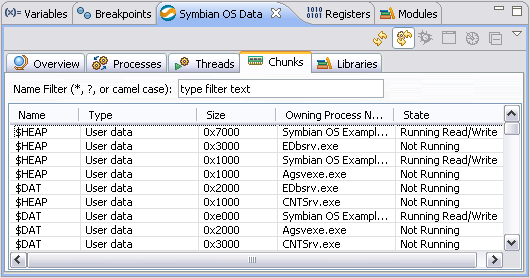 Variables Breakpoints Symbian OS Data Registers Modules
Overview Processes Threads Chunks Libraries
Name Filter (*, ?, or camel case): type filter text
Name Type Size Owning Process N... State
$HEAP User data 0x7000 Symbian OS Exampl... Running Read/Write
$HEAP User data 0x3000 EDbsrv.exe Not Running
$HEAP User data 0x1000 Symbian OS Exampl... Running Read/Write
$HEAP User data 0x1000 Agsvexe.exe Not Running
$DAT User data 0x2000 EDbsrv.exe Not Running
$HEAP User data 0x1000 CNTSrv.exe Not Running
$DAT User data 0xe000 Symbian OS Exampl... Running Read/Write
$DAT User data 0x2000 Agsvexe.exe Not Running
$DAT User data 0x3000 CNTSrv.exe Not Running